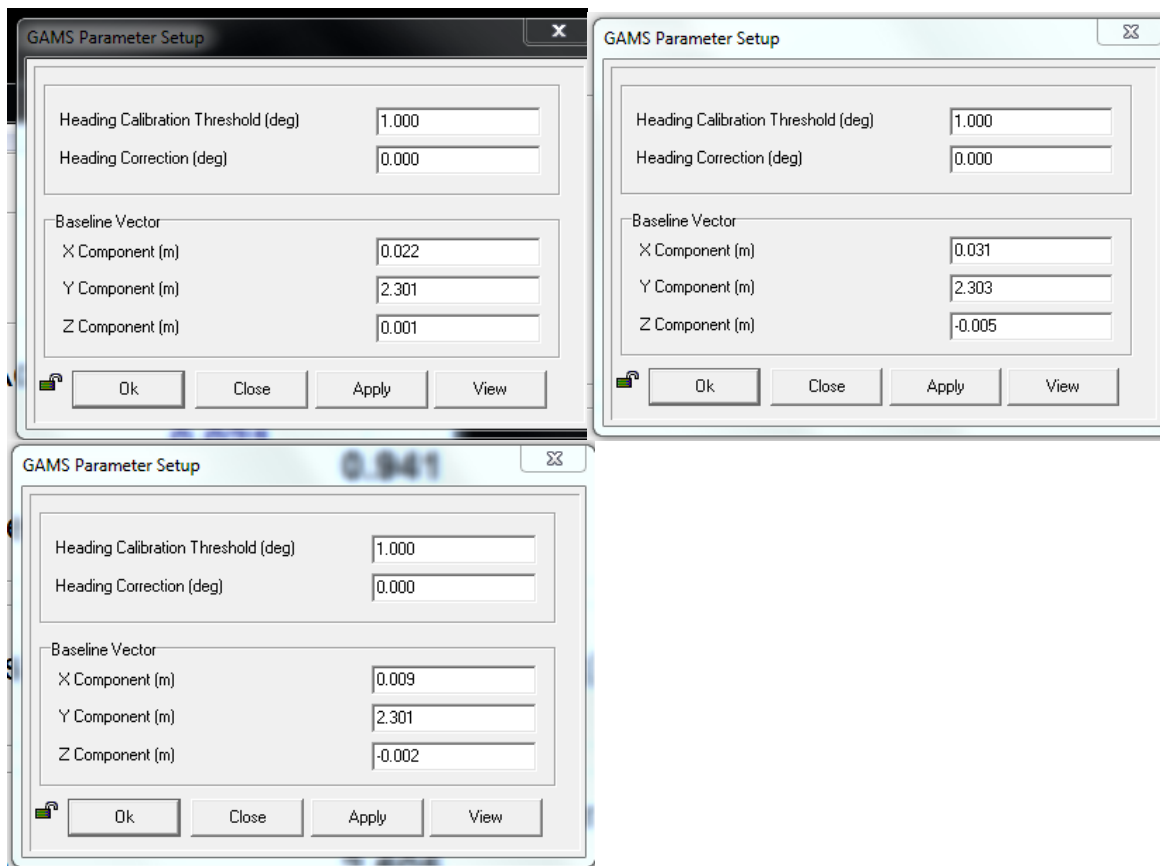 GAMS Parameter Setup
Heading Calibration Threshold (deg) 1.000
Heading Correction (deg) 0.000
Baseline Vector
X Component (m) 0.022
Y Component (m) 2.301
Z Component (m) 0.001
Ok Close Apply View
GAMS Parameter Setup
Heading Calibration Threshold (deg) 1.000
Heading Correction (deg) 0.000
Baseline Vector
X Component (m) 0.031
Y Component (m) 2.303
Z Component (m) -0.005
Ok Close Apply View
GAMS Parameter Setup 0.941
Heading Calibration Threshold (deg) 1.000
Heading Correction (deg) 0.000
Baseline Vector
X Component (m) 0.009
Y Component (m) 2.301
Z Component (m) -0.002
Ok Close Apply View